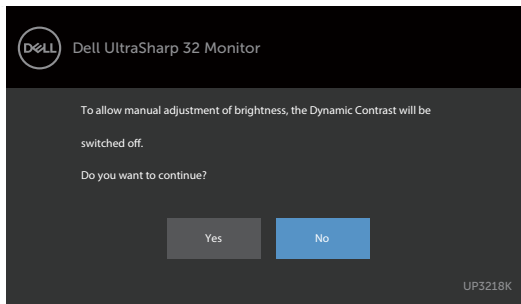 DELL
Dell UltraSharp 32 Monitor
To allow manual adjustment of brightness, the Dynamic Contrast will be
switched off.
Do you want to continue?
Yes
No
UP3218K